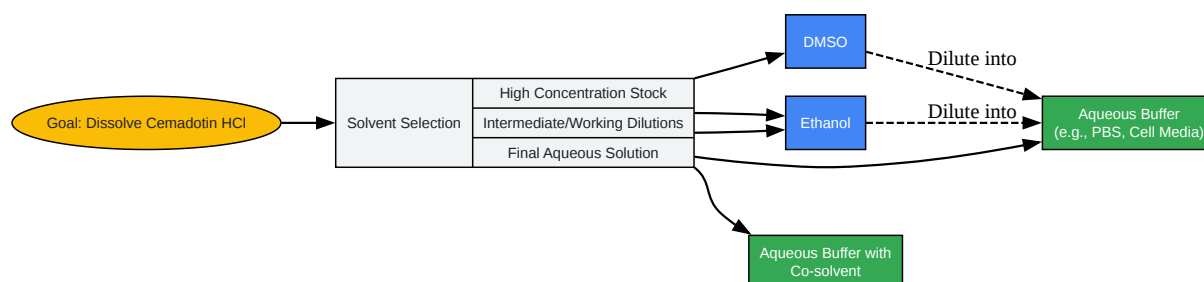 Goal: Dissolve Cemadotin HCl
Solvent Selection
High Concentration Stock
Intermediate/Working Dilutions
Final Aqueous Solution
DMSO
Ethanol
Dilute into
Dilute into
Aqueous Buffer
(e.g., PBS, Cell Media)
Aqueous Buffer with
Co-solvent